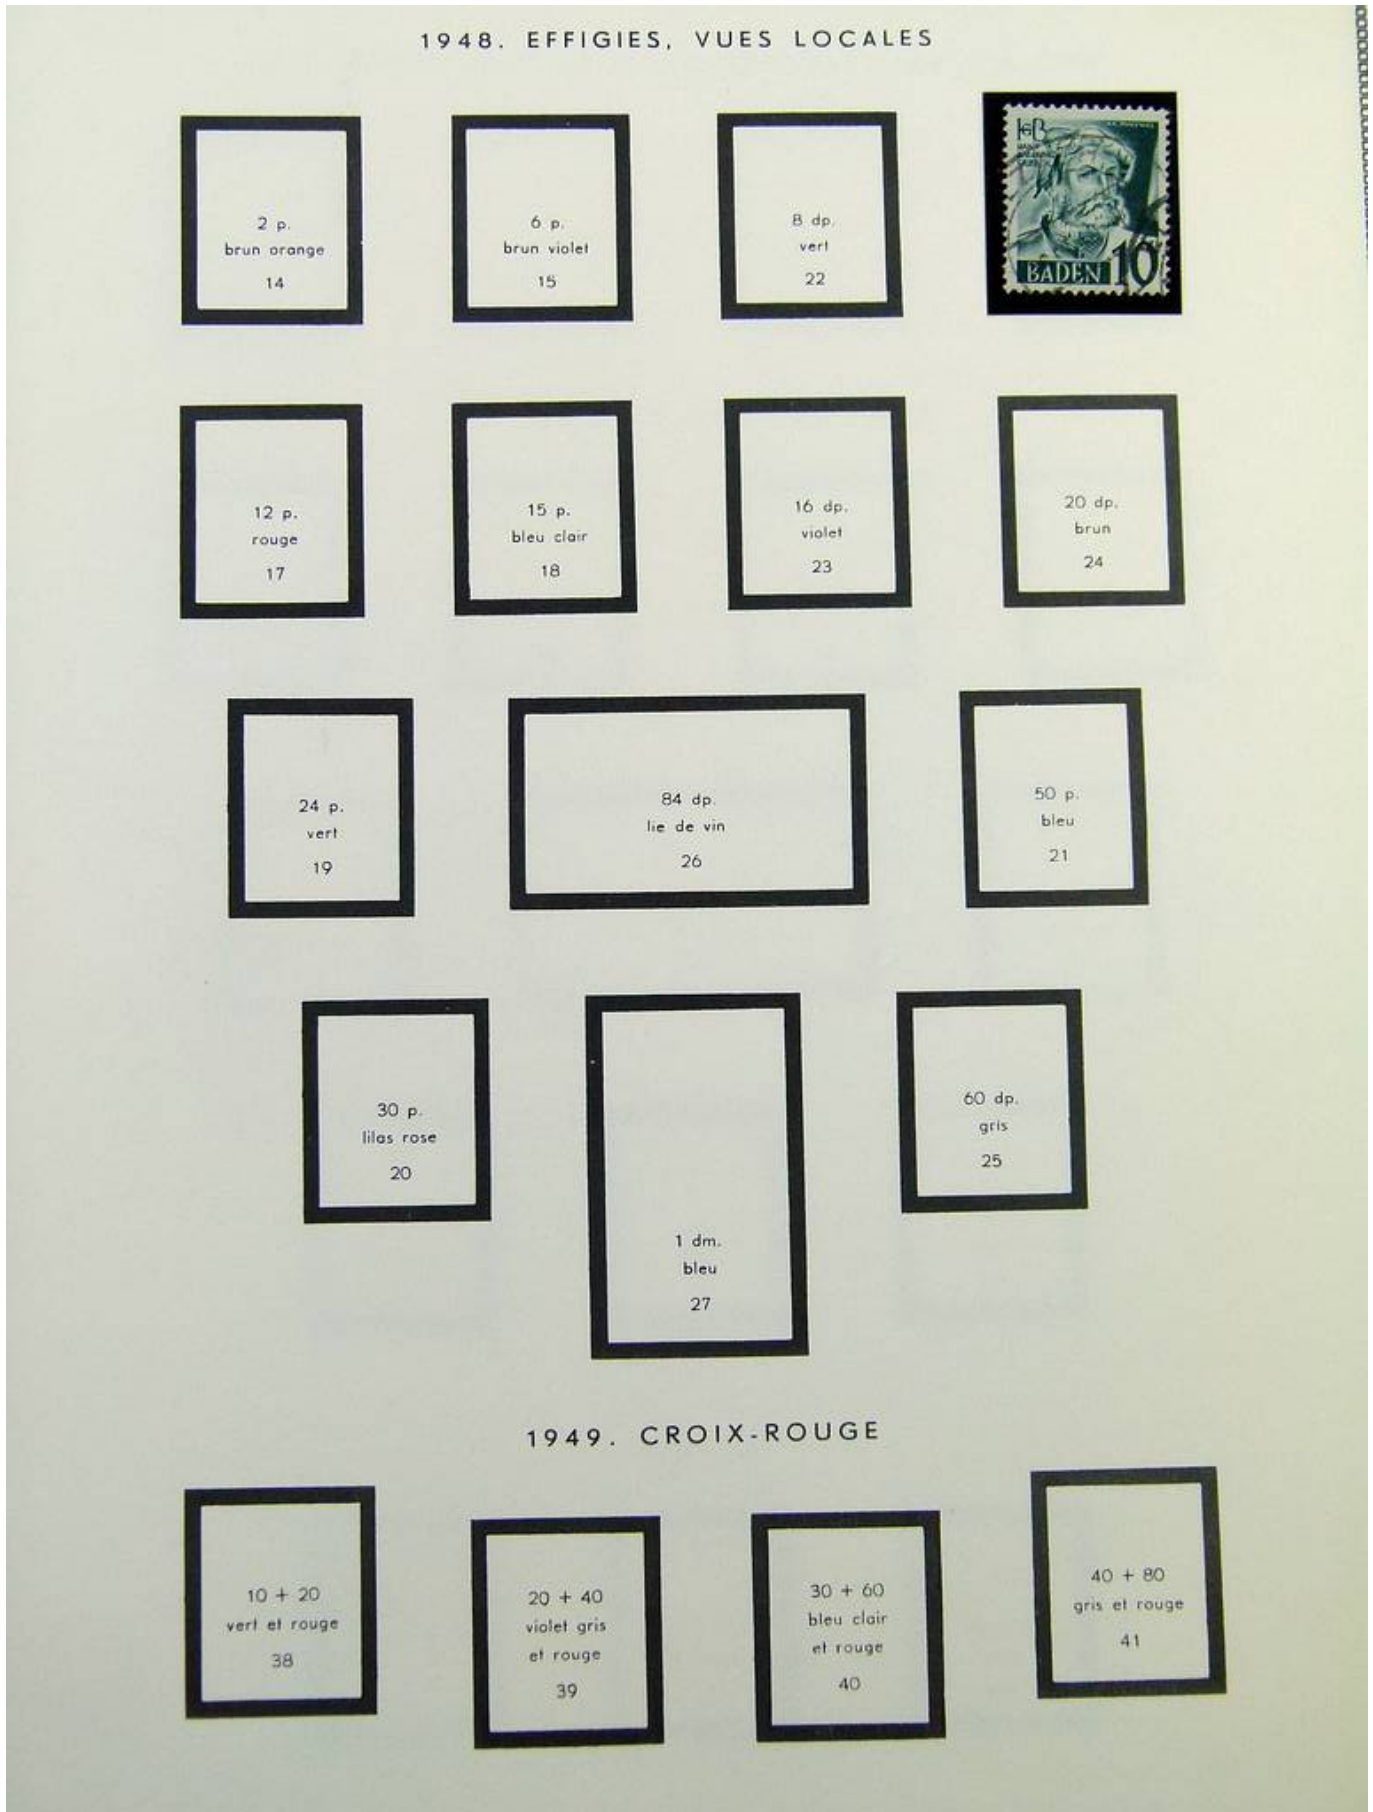 1948. EFFIGIES, VUES LOCALES
2 p.
brun orange
14
6 p.
brun violet
15
8 dp.
vert
22
BADEN 10
12 p.
rouge
17
15 p.
bleu clair
18
16 dp.
violet
23
20 dp.
brun
24
24 p.
vert
19
84 dp.
lie de vin
26
50 p.
bleu
21
30 p.
lilas rose
20
1 dm.
bleu
27
60 dp.
gris
25
1949. CROIX-ROUGE
10 + 20
vert et rouge
38
20 + 40
violet gris
et rouge
39
30 + 60
bleu clair
et rouge
40
40 + 80
gris et rouge
41